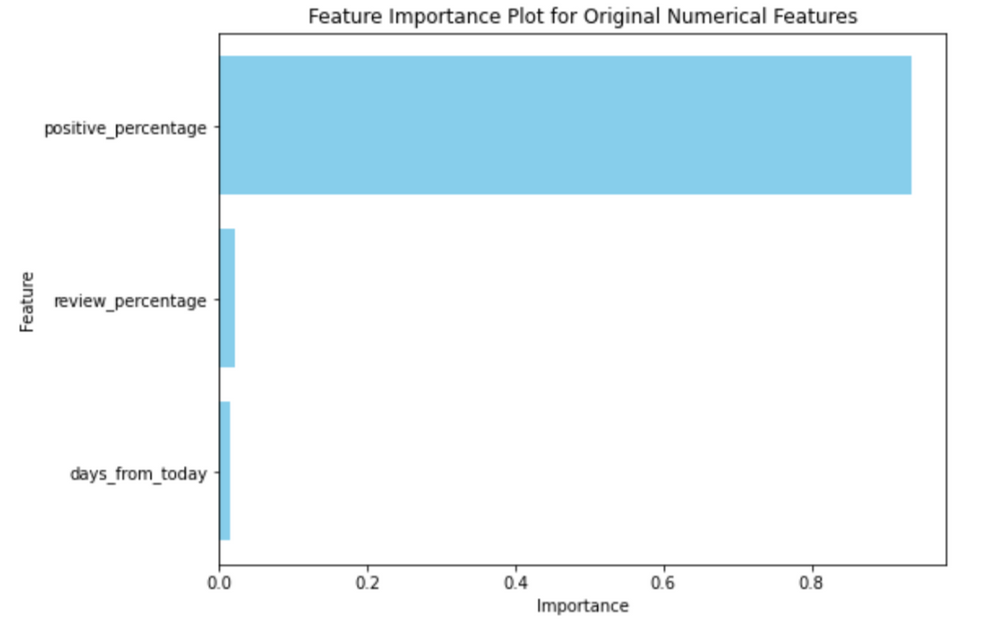 Feature Importance Plot for Original Numerical Features
positive_percentage
review_percentage
days_from_today
Feature
0.0 0.2 0.4 0.6 0.8
Importance